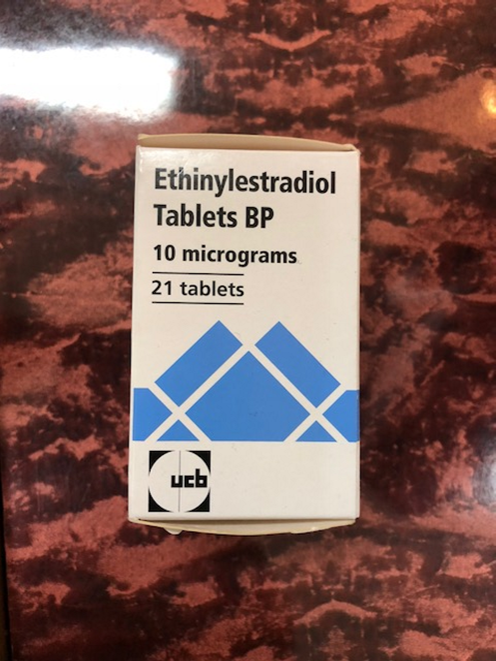 Ethinylestradiol
Tablets BP
10 micrograms
21 tablets
ucb